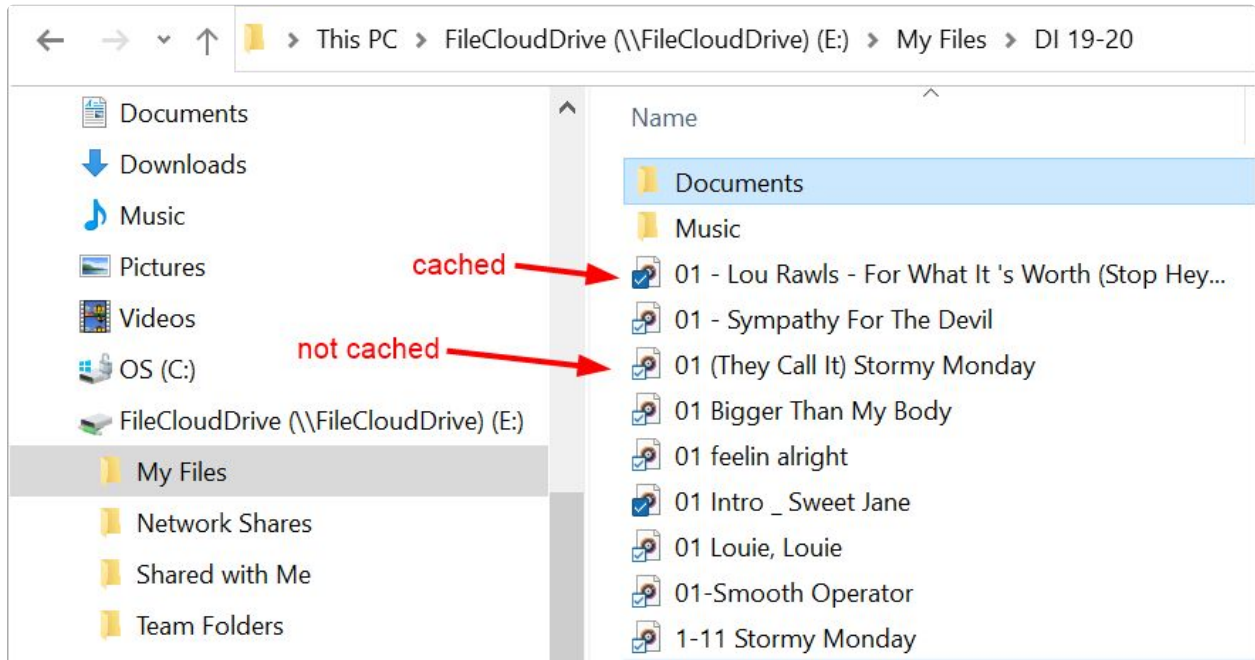 This PC > FileCloudDrive (\\FileCloudDrive) (E:) > My Files > DI 19-20
Documents
Downloads
Music
Pictures
Videos
OS (C:)
FileCloudDrive (\\FileCloudDrive) (E:)
My Files
Network Shares
Shared with Me
Team Folders
cached
not cached
Name
Documents
Music
01 - Lou Rawls - For What It 's Worth (Stop Hey...
01 - Sympathy For The Devil
01 (They Call It) Stormy Monday
01 Bigger Than My Body
01 feelin alright
01 Intro _ Sweet Jane
01 Louie, Louie
01-Smooth Operator
1-11 Stormy Monday